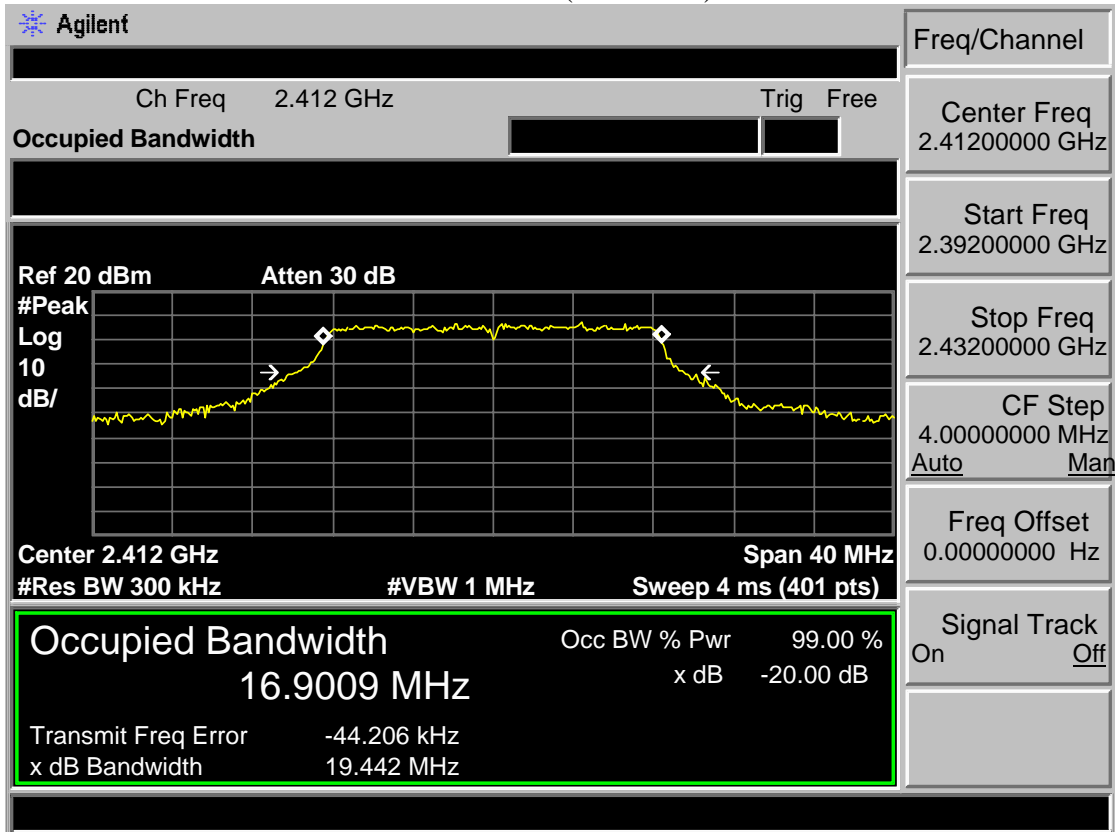 Agilent
Freq/Channel
Ch Freq 2.412 GHz Trig Free
Occupied Bandwidth
Center Freq
2.41200000 GHz
Start Freq
2.39200000 GHz
Stop Freq
2.43200000 GHz
CF Step
4.00000000 MHz
Auto Man
Freq Offset
0.00000000 Hz
Signal Track
On Off
Ref 20 dBm Atten 30 dB
#Peak
Log
10
dB/
Center 2.412 GHz Span 40 MHz
#Res BW 300 kHz #VBW 1 MHz Sweep 4 ms (401 pts)
Occupied Bandwidth Occ BW % Pwr 99.00 %
16.9009 MHz x dB -20.00 dB
Transmit Freq Error -44.206 kHz
x dB Bandwidth 19.442 MHz